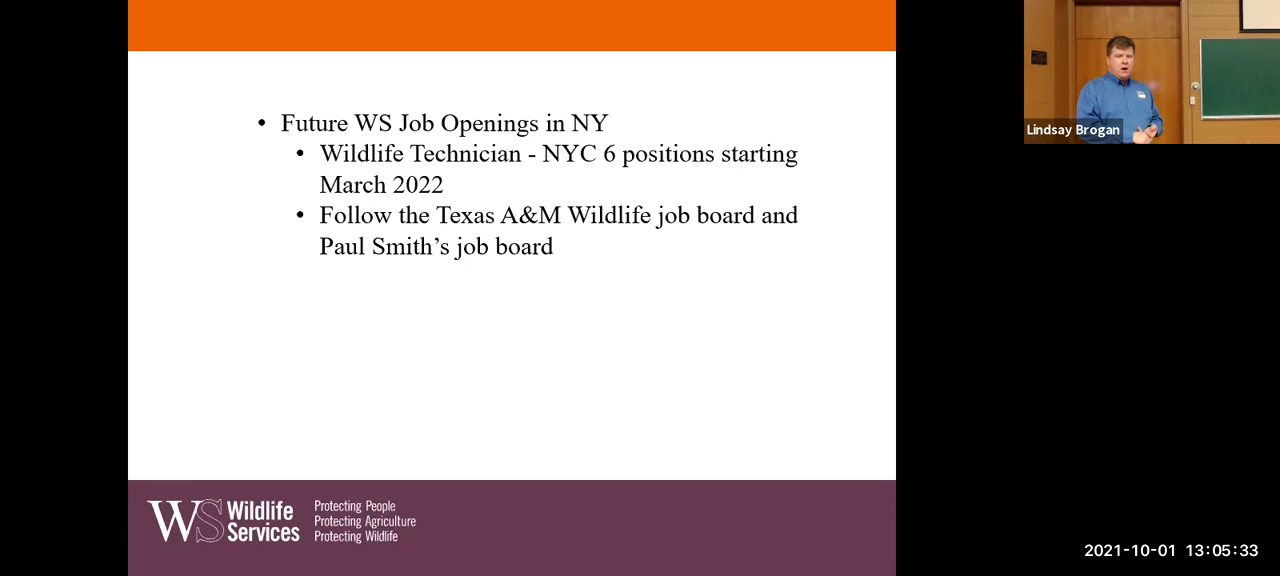 • Future WS Job Openings in NY
• Wildlife Technician - NYC 6 positions starting
March 2022
• Follow the Texas A&M Wildlife job board and
Paul Smith’s job board
WS Wildlife
Services
Protecting People
Protecting Agriculture
Protecting Wildlife
Lindsay Brogan
2021-10-01 13:05:33